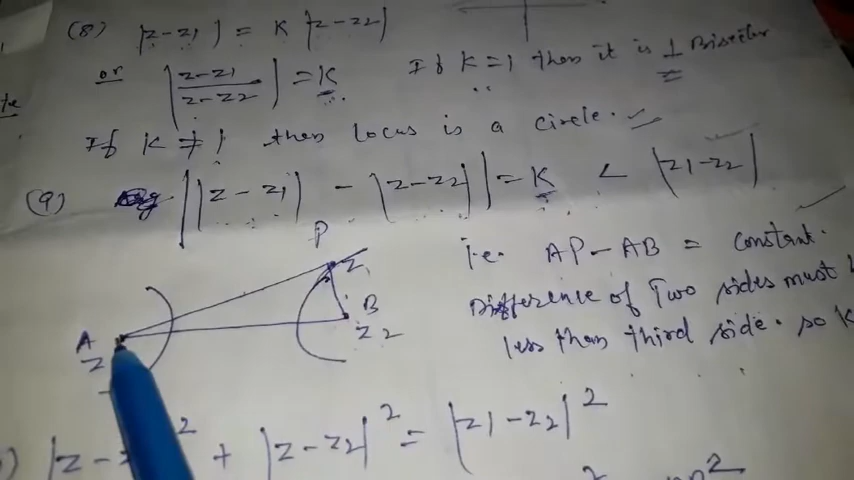 (8) |z-z1| = K |z-z2|
or |z-z1/z-z2| = K If K=1 then it is ⊥ Bisector
If K ≠ 1, then locus is a circle.
(9) ||z-z1| - |z-z2|| = K < |z1-z2|
P
z,
i.e. AP-AB = constant.
Difference of Two sides must
less than third side. so K
A
z
B
z2
|z- 2 + |z-z2|2 = |z1-z2|2
2